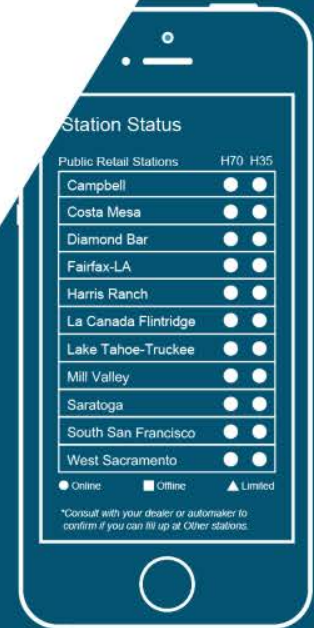 Station Status
Public Retail Stations H70 H35
Campbell
Costa Mesa
Diamond Bar
Fairfax-LA
Harris Ranch
La Canada Flintridge
Lake Tahoe-Truckee
Mill Valley
Saratoga
South San Francisco
West Sacramento
Online Offline Limited
*Consult with your dealer or automaker to
confirm if you can fill up at Other stations.